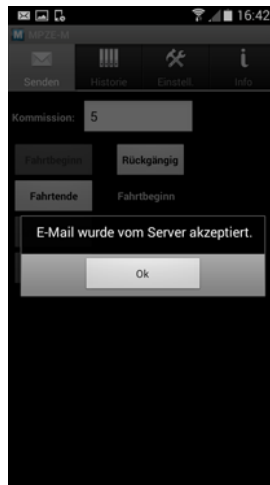 16:42
MPZE-M
Senden Historie Einstell. Info
Kommission: 5
Fahrtbeginn Rückgängig
Fahrtende Fahrtbeginn
E-Mail wurde vom Server akzeptiert.
Ok